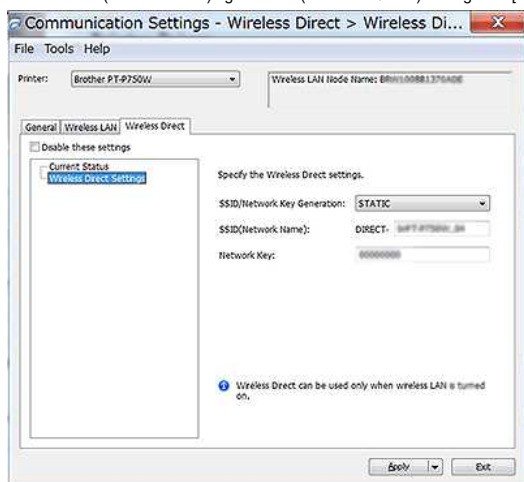 Communication Settings - Wireless Direct > Wireless Di...
File Tools Help
Printer: Brother PT-P750W Wireless LAN Node Name:
General Wireless LAN Wireless Direct
Disable these settings
Current Status
Wireless Direct Settings
Specify the Wireless Direct settings.
SSID/Network Key Generation: STATIC
SSID(Network Name): DIRECT-
Network Key:
Wireless Direct can be used only when wireless LAN is turned
on.
Apply Exit